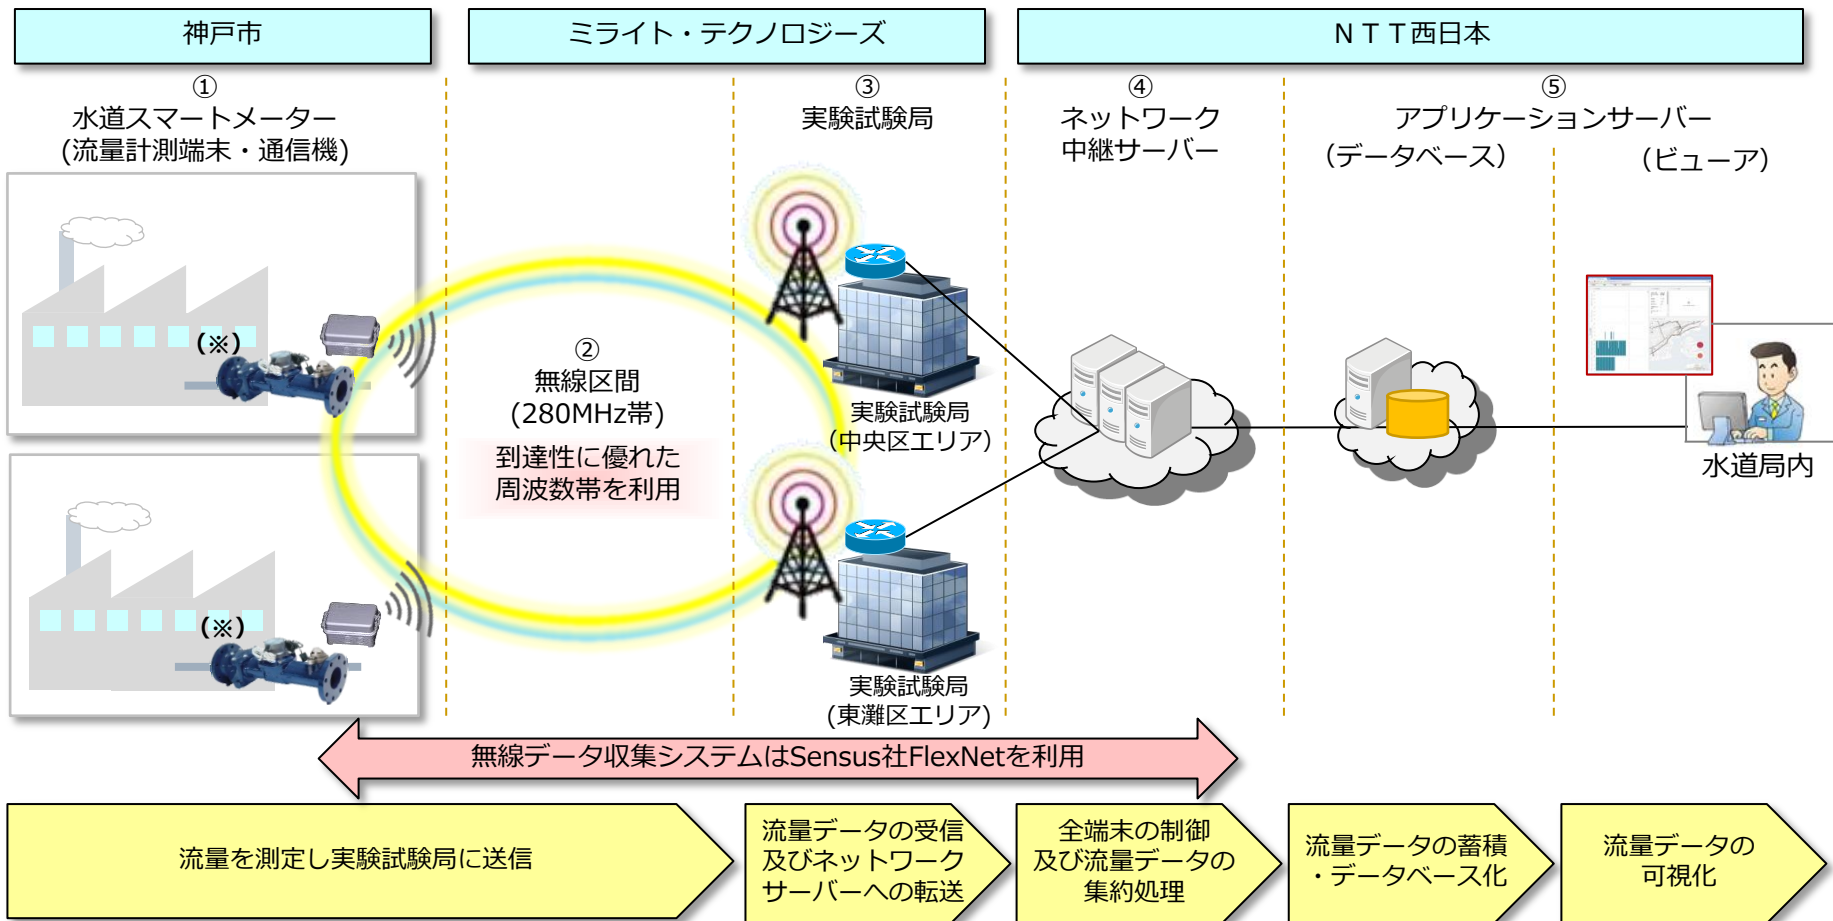 神戸市
ミライト・テクノロジーズ
ＮＴＴ西日本
①
水道スマートメーター
(流量計測端末・通信機)
③
実験試験局
④
ネットワーク
中継サーバー
⑤
アプリケーションサーバー
（データベース）
（ビューア）
(※)
②
無線区間
(280MHz帯)
到達性に優れた
周波数帯を利用
実験試験局
(中央区エリア)
水道局内
(※)
実験試験局
(東灘区エリア)
無線データ収集システムはSensus社FlexNetを利用
流量を測定し実験試験局に送信
流量データの受信
及びネットワーク
サーバーへの転送
全端末の制御
及び流量データの
集約処理
流量データの蓄積
・データベース化
流量データの
可視化